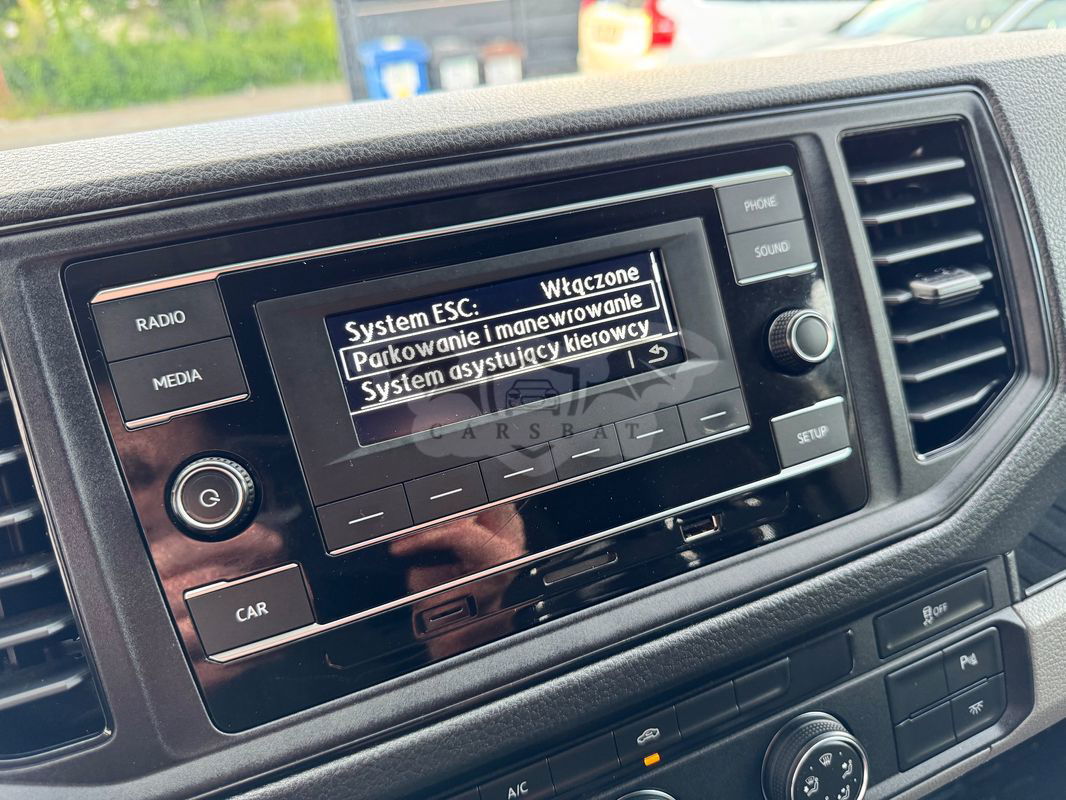 PHONE
SOUND
RADIO
MEDIA
System ESC: Włączone
Parkowanie i manewrowanie
System asystujący kierowcy
CARSBAT
SETUP
CAR
OFF
P
A/C